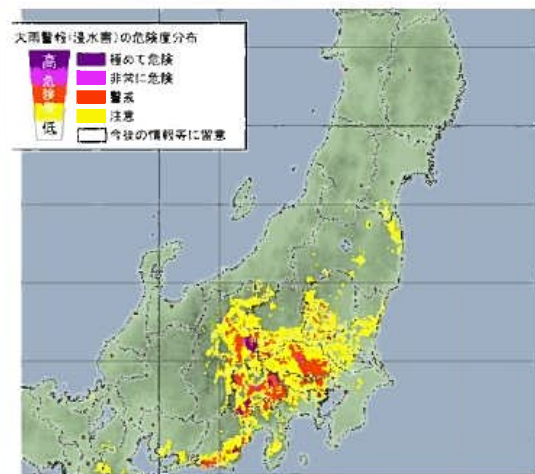 大雨警報(浸水害)の危険度分布
高
危険度
低
極めて危険
非常に危険
警戒
注意
今後の情報等に留意